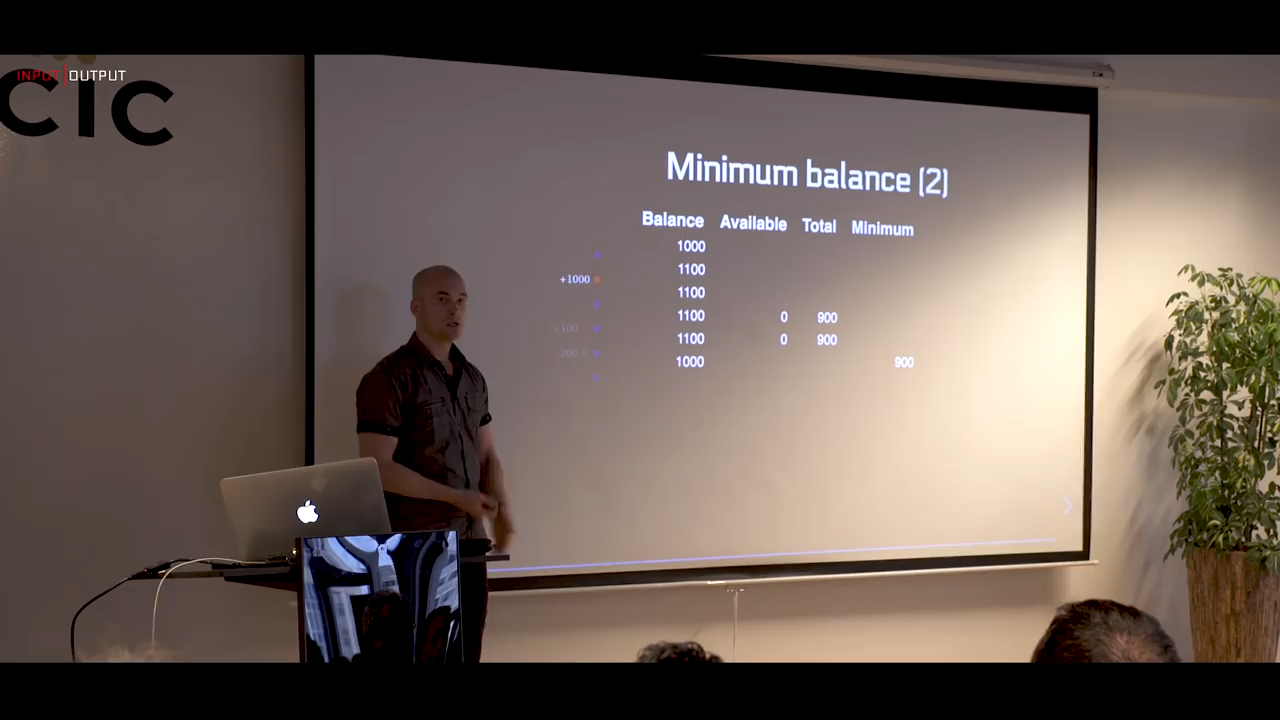 INPUT OUTPUT
CIC
Minimum balance (2)
Balance Available Total Minimum
1000
1100
+1000
1100
1100 0 900
+100
1100 0 900
200
1000 900